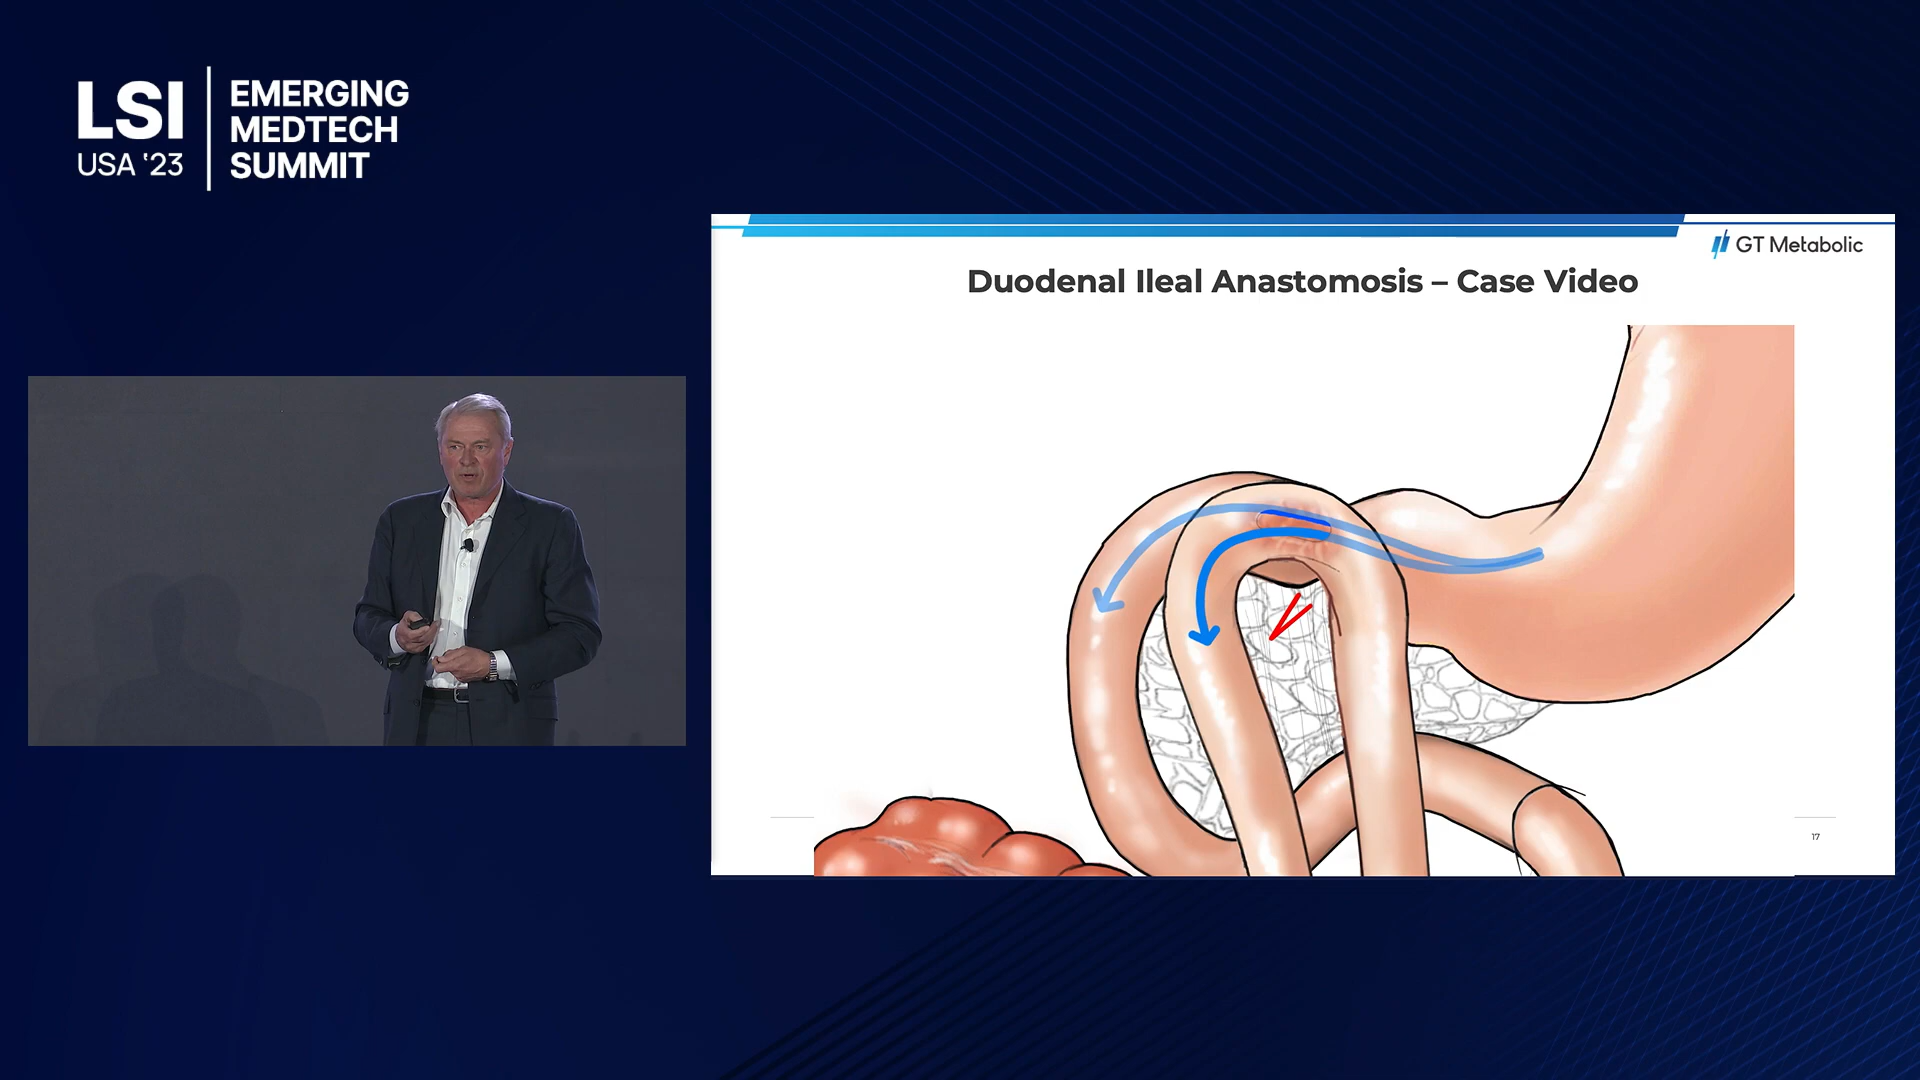 LSI
USA '23
EMERGING
MEDTECH
SUMMIT
GT Metabolic
Duodenal Ileal Anastomosis – Case Video
17